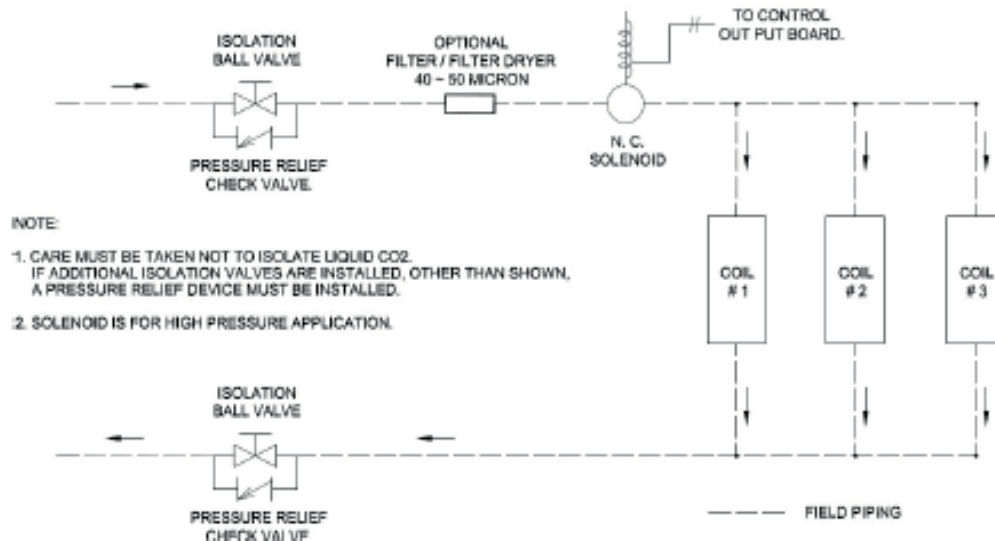 ISOLATION
BALL VALVE
OPTIONAL
FILTER / FILTER DRYER
40 ~ 50 MICRON
TO CONTROL
OUT PUT BOARD.
N. C.
SOLENOID
PRESSURE RELIEF
CHECK VALVE.
NOTE:
1. CARE MUST BE TAKEN NOT TO ISOLATE LIQUID CO2.
IF ADDITIONAL ISOLATION VALVES ARE INSTALLED, OTHER THAN SHOWN,
A PRESSURE RELIEF DEVICE MUST BE INSTALLED.
2. SOLENOID IS FOR HIGH PRESSURE APPLICATION.
COIL
#1
COIL
#2
COIL
#3
ISOLATION
BALL VALVE
PRESSURE RELIEF
CHECK VALVE
FIELD PIPING